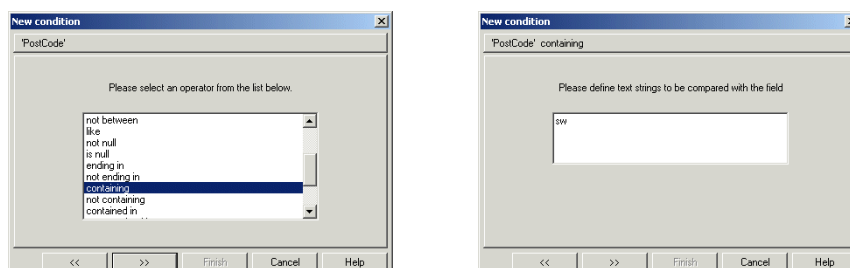 New condition
'PostCode'
Please select an operator from the list below.
not between
like
not null
is null
ending in
not ending in
containing
not containing
contained in
<< >> Finish Cancel Help
New condition
'PostCode' containing
Please define text strings to be compared with the field
sw
<< >> Finish Cancel Help